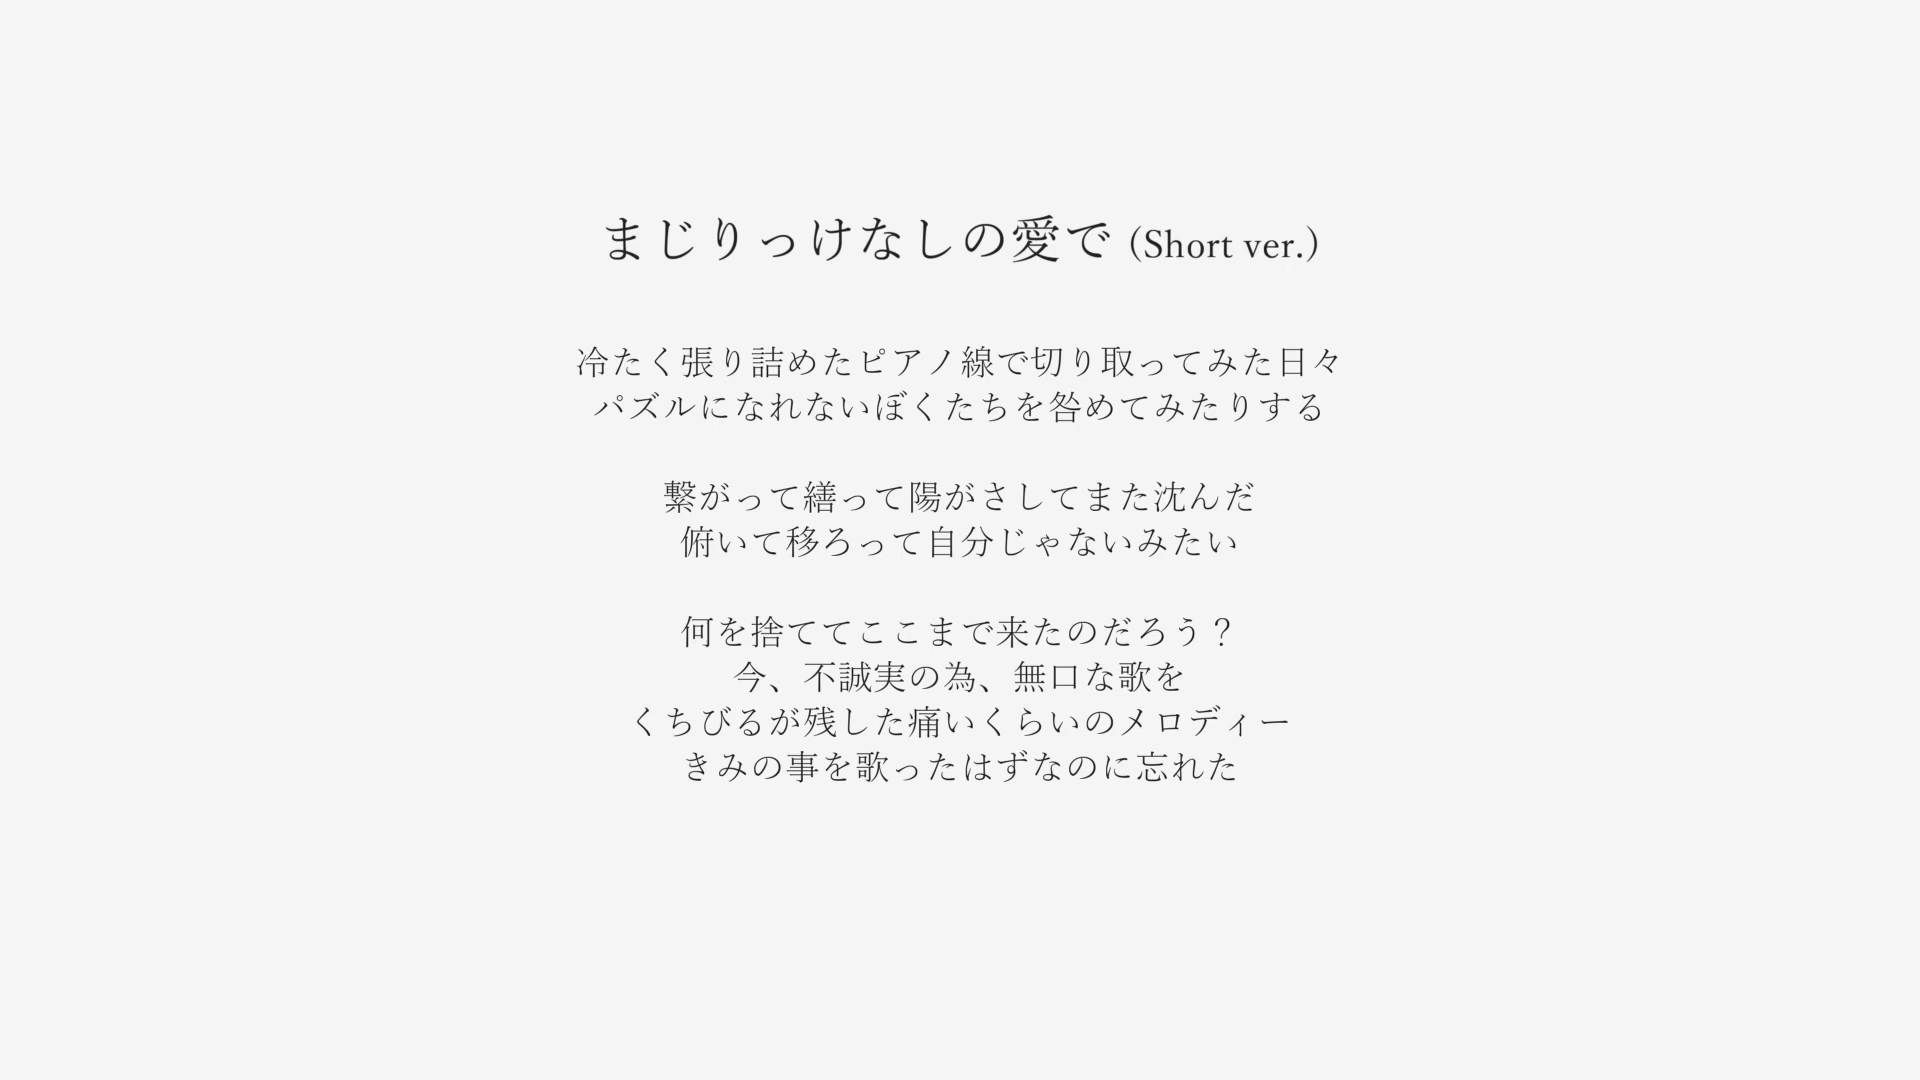 まじりっけなしの愛で (Short ver.)
冷たく張り詰めたピアノ線で切り取ってみた日々
パズルになれないぼくたちを咎めてみたりする
繋がって繕って陽がさしてまた沈んだ
俯いて移ろって自分じゃないみたい
何を捨ててここまで来たのだろう？
今、不誠実の為、無口な歌を
くちびるが残した痛いくらいのメロディー
きみの事を歌ったはずなのに忘れた